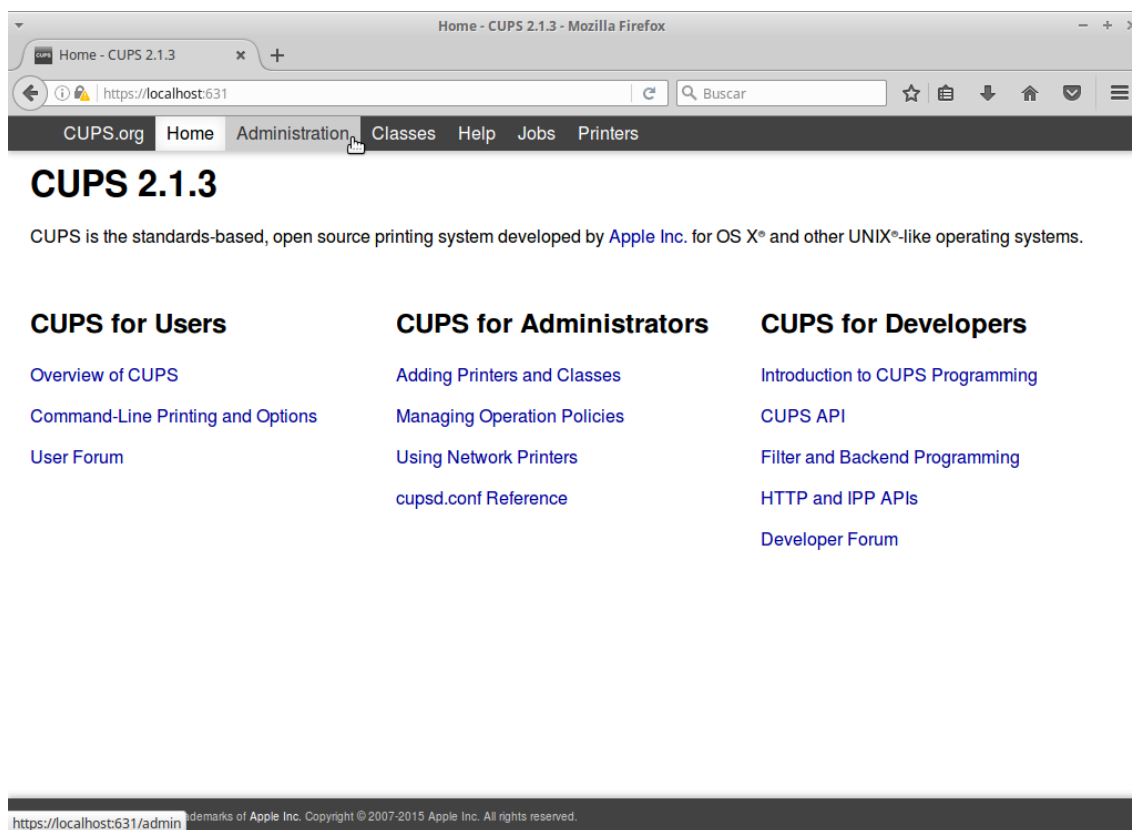 Home - CUPS 2.1.3 - Mozilla Firefox
CUPS Home - CUPS 2.1.3
https://localhost:631 Buscar
CUPS.org Home Administration Classes Help Jobs Printers
CUPS 2.1.3
CUPS is the standards-based, open source printing system developed by Apple Inc. for OS X® and other UNIX®-like operating systems.
CUPS for Users
Overview of CUPS
Command-Line Printing and Options
User Forum
CUPS for Administrators
Adding Printers and Classes
Managing Operation Policies
Using Network Printers
cupsd.conf Reference
CUPS for Developers
Introduction to CUPS Programming
CUPS API
Filter and Backend Programming
HTTP and IPP APIs
Developer Forum
of Apple Inc. Copyright © 2007-2015 Apple Inc. All rights reserved.
https://localhost:631/admin